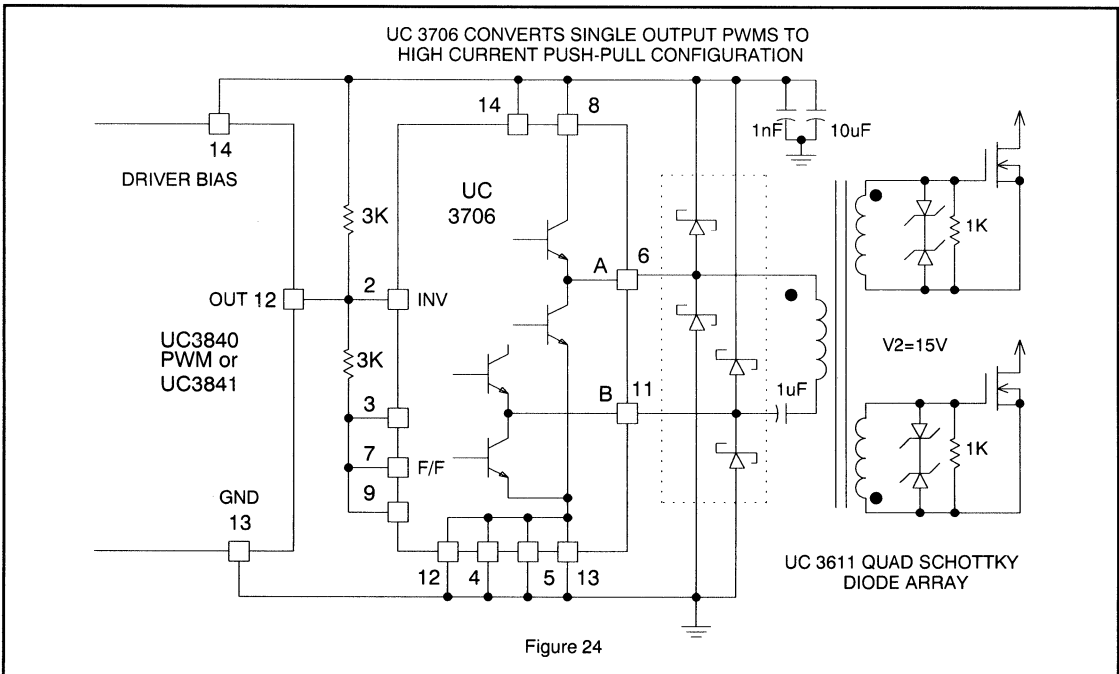 UC 3706 CONVERTS SINGLE OUTPUT PWMS TO
HIGH CURRENT PUSH-PULL CONFIGURATION
14
8
1nF
10uF
14
DRIVER BIAS
UC
3706
3K
1K
A
6
2
INV
OUT 12
UC3840
PWM or
UC3841
3K
V2=15V
B
11
1uF
3
7
F/F
9
1K
GND
13
12
4
5
13
UC 3611 QUAD SCHOTTKY
DIODE ARRAY
Figure 24